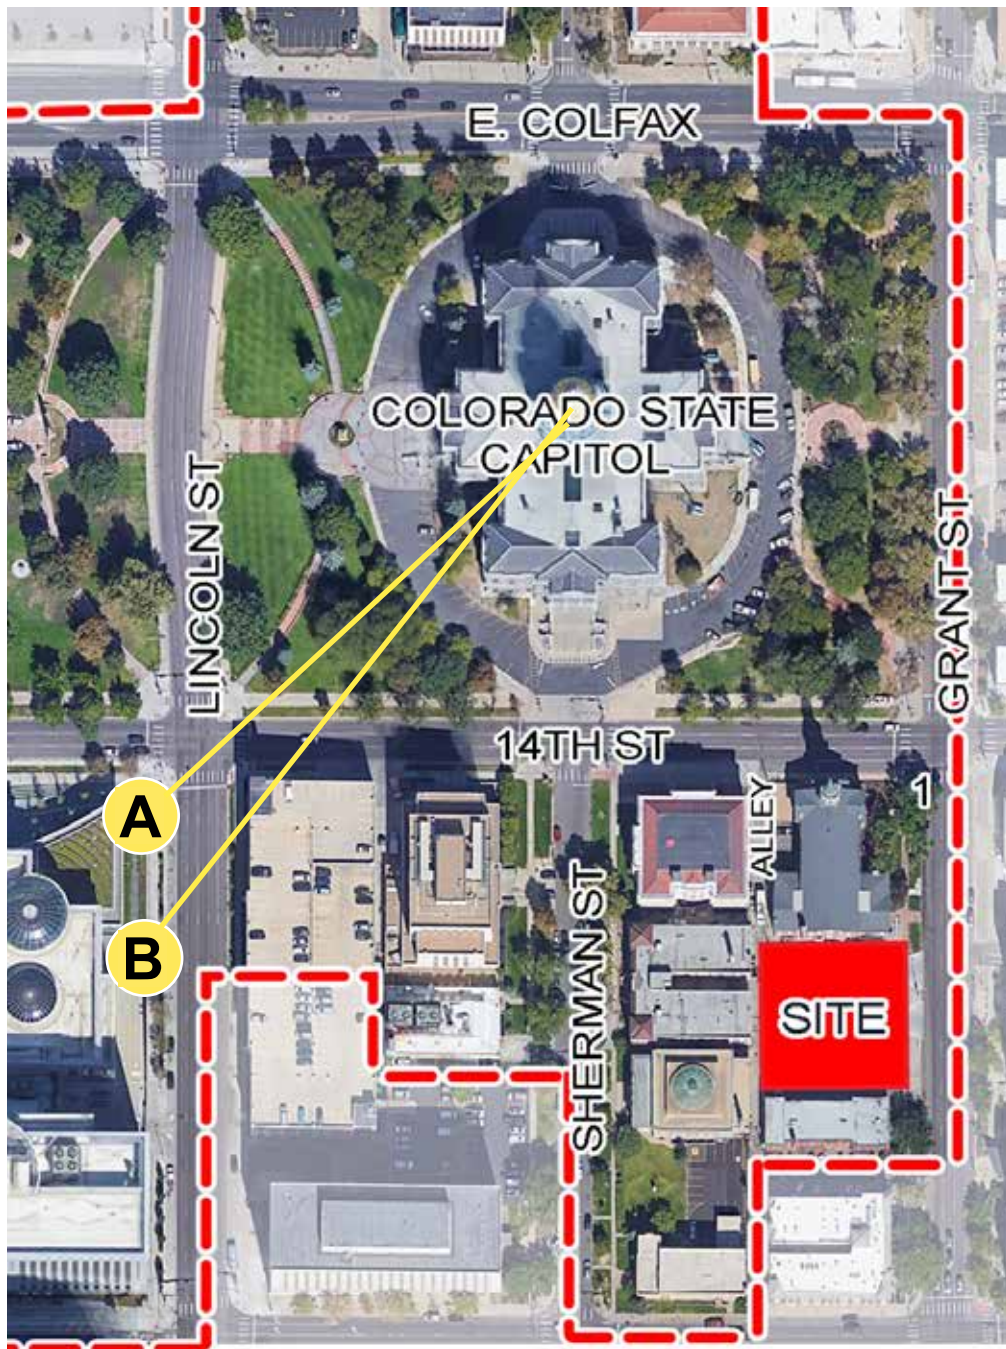 E. COLFAX
COLORADO STATE
CAPITOL
LINCOLN ST
GRANT ST
14TH ST
A
ALLEY
1
B
SHERMAN ST
SITE